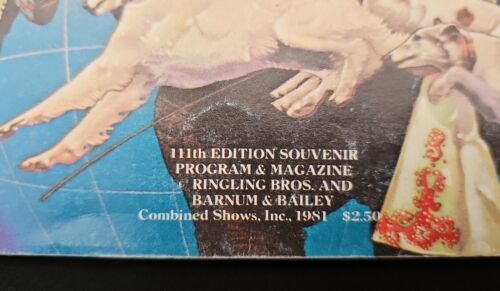 111th EDITION SOUVENIR
PROGRAM & MAGAZINE
RINGLING BROS. AND
BARNUM & BAILEY
Combined Shows, Inc., 1981 $2.50